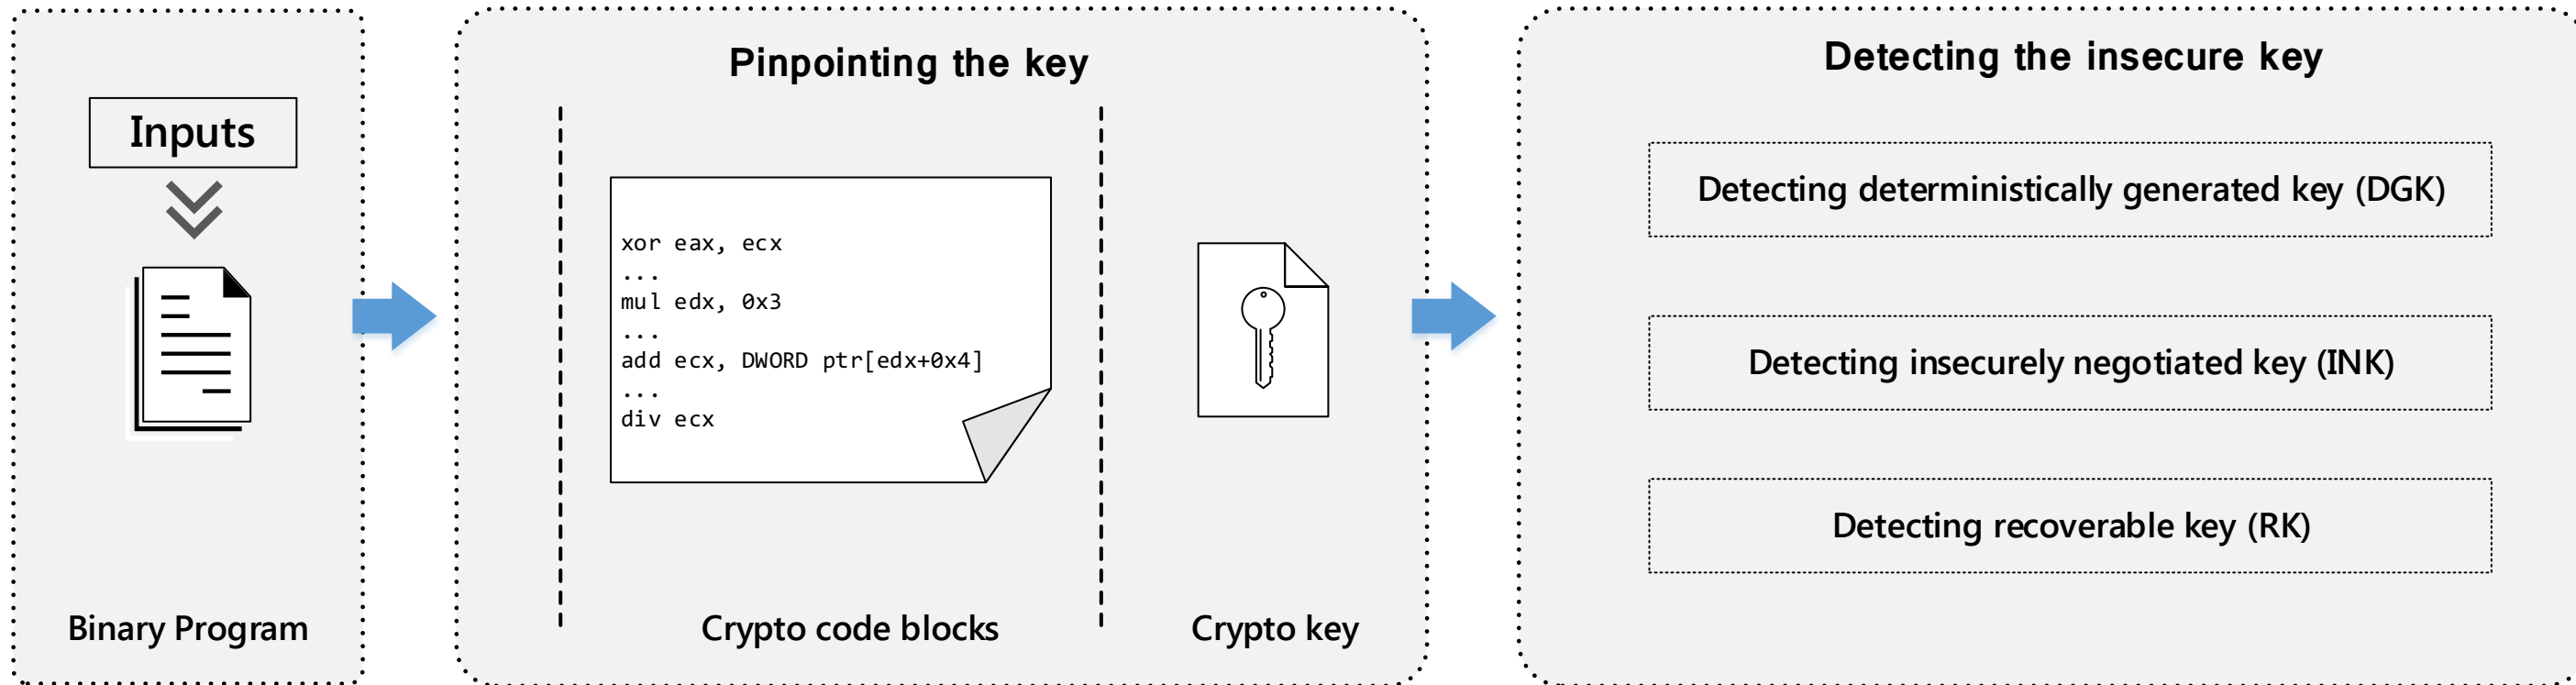 Inputs
Binary Program
Pinpointing the key
xor eax, ecx
...
mul edx, 0x3
...
add ecx, DWORD ptr[edx+0x4]
...
div ecx
Crypto code blocks
Crypto key
Detecting the insecure key
Detecting deterministically generated key (DGK)
Detecting insecurely negotiated key (INK)
Detecting recoverable key (RK)